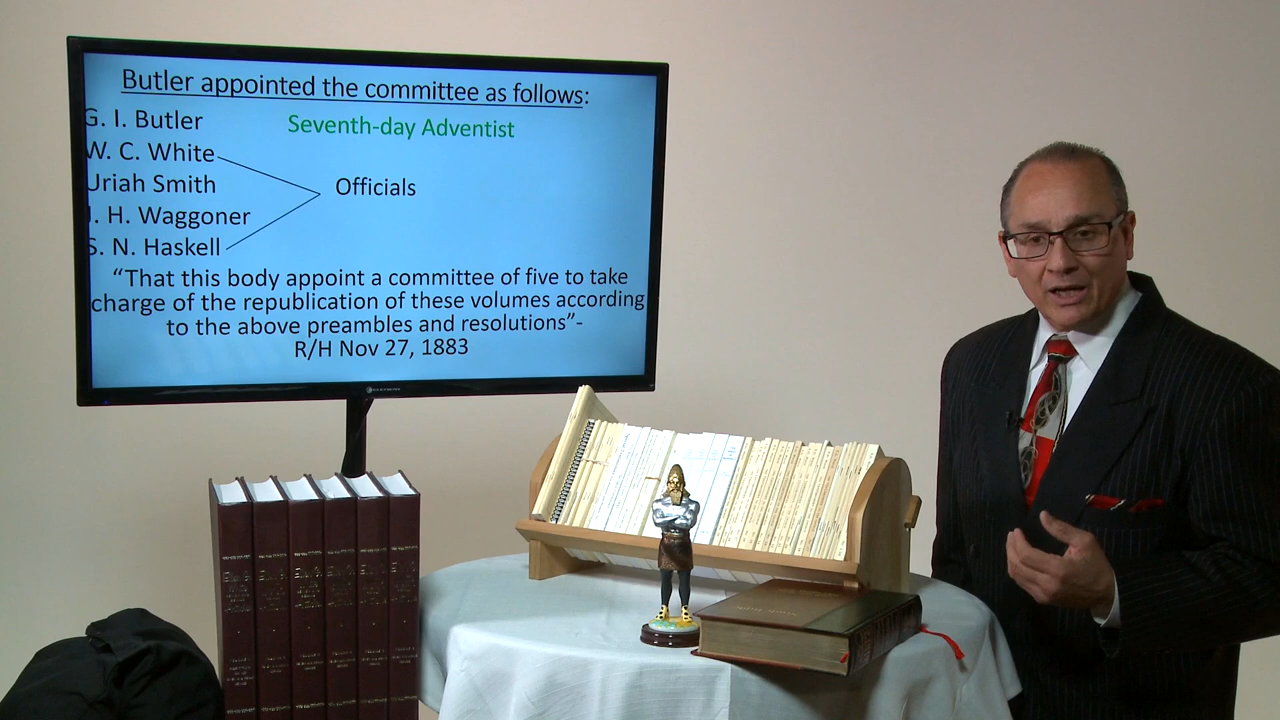 Butler appointed the committee as follows:
G. I. Butler
Seventh-day Adventist
W. C. White
Uriah Smith
Officials
J. H. Waggoner
S. N. Haskell
“That this body appoint a committee of five to take
charge of the republication of these volumes according
to the above preambles and resolutions”-
R/H Nov 27, 1883